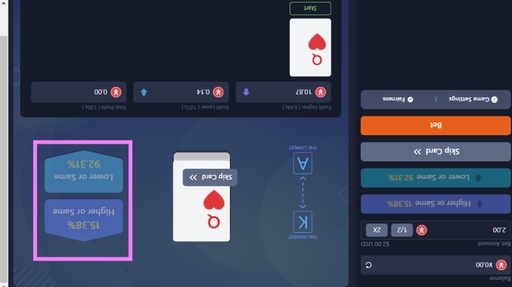 Balance
¥0.00
Bet Amount
$2.00 USD
2.00
1/2
2X
Higher or Same 15.38%
Lower or Same 92.31%
Skip Card
Bet
Game Settings
Fairness
THE HIGHEST
K
A
THE LOWEST
Q
Skip Card
15.38%
Higher or Same
Lower or Same
92.31%
Profit Higher ( 6.44x )
Profit Lower ( 1.07x )
Total Profit ( 1.00x )
10.87
0.14
0.00
Q
Start